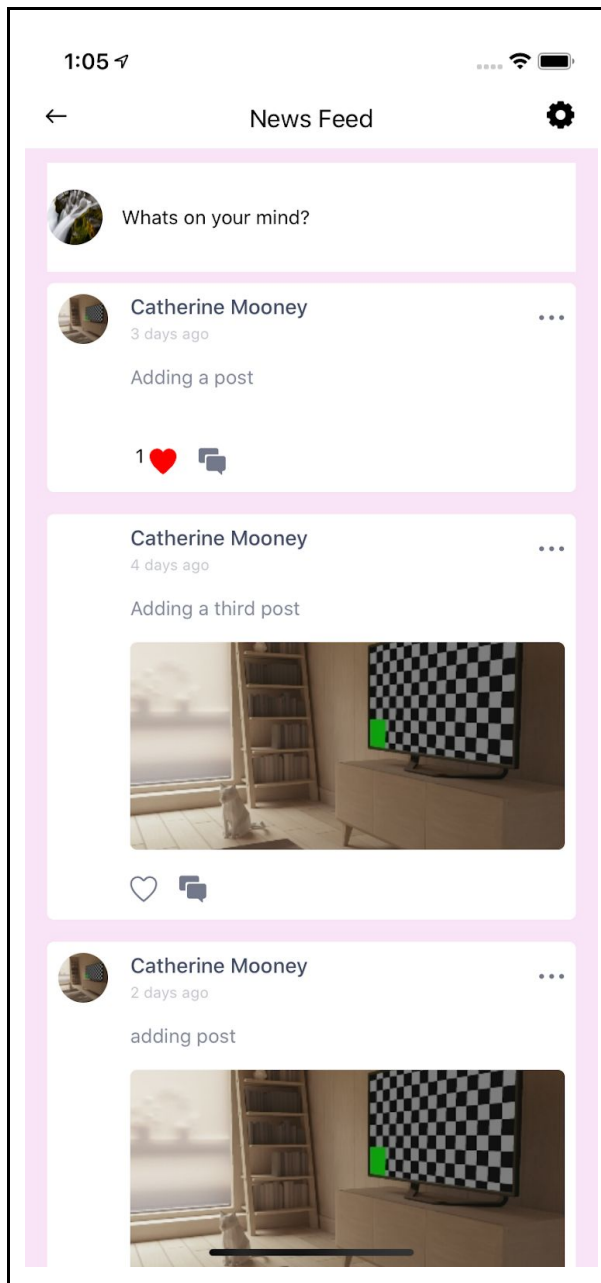 1:05
News Feed
Whats on your mind?
Catherine Mooney
3 days ago
Adding a post
1
Catherine Mooney
4 days ago
Adding a third post
Catherine Mooney
2 days ago
adding post